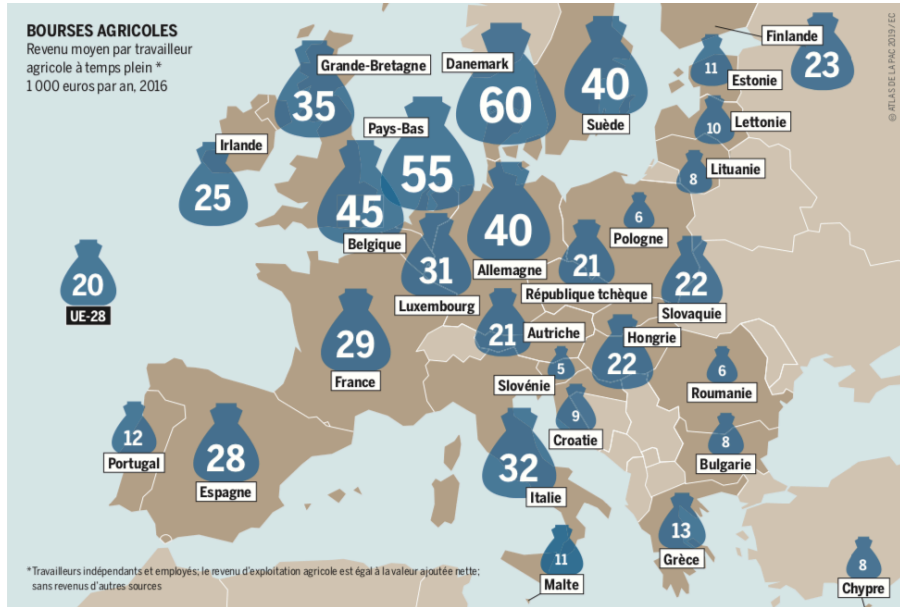 BOURSES AGRICOLES
Revenu moyen par travailleur
agricole à temps plein *
1 000 euros par an, 2016
© ATLAS DE LA PAC 2019 / EC
Grande-Bretagne
35
Danemark
60
40
Suède
Finlande
23
11
Estonie
10
Lettonie
8
Lituanie
Irlande
25
Pays-Bas
55
45
Belgique
40
Allemagne
6
Pologne
31
Luxembourg
21
République tchèque
22
Slovaquie
20
UE-28
29
France
21
Autriche
Hongrie
22
5
Slovénie
9
Croatie
6
Roumanie
8
Bulgarie
12
Portugal
28
Espagne
32
Italie
13
Grèce
11
Malte
8
Chypre
*Travailleurs indépendants et employés; le revenu d'exploitation agricole est égal à la valeur ajoutée nette;
sans revenus d'autres sources